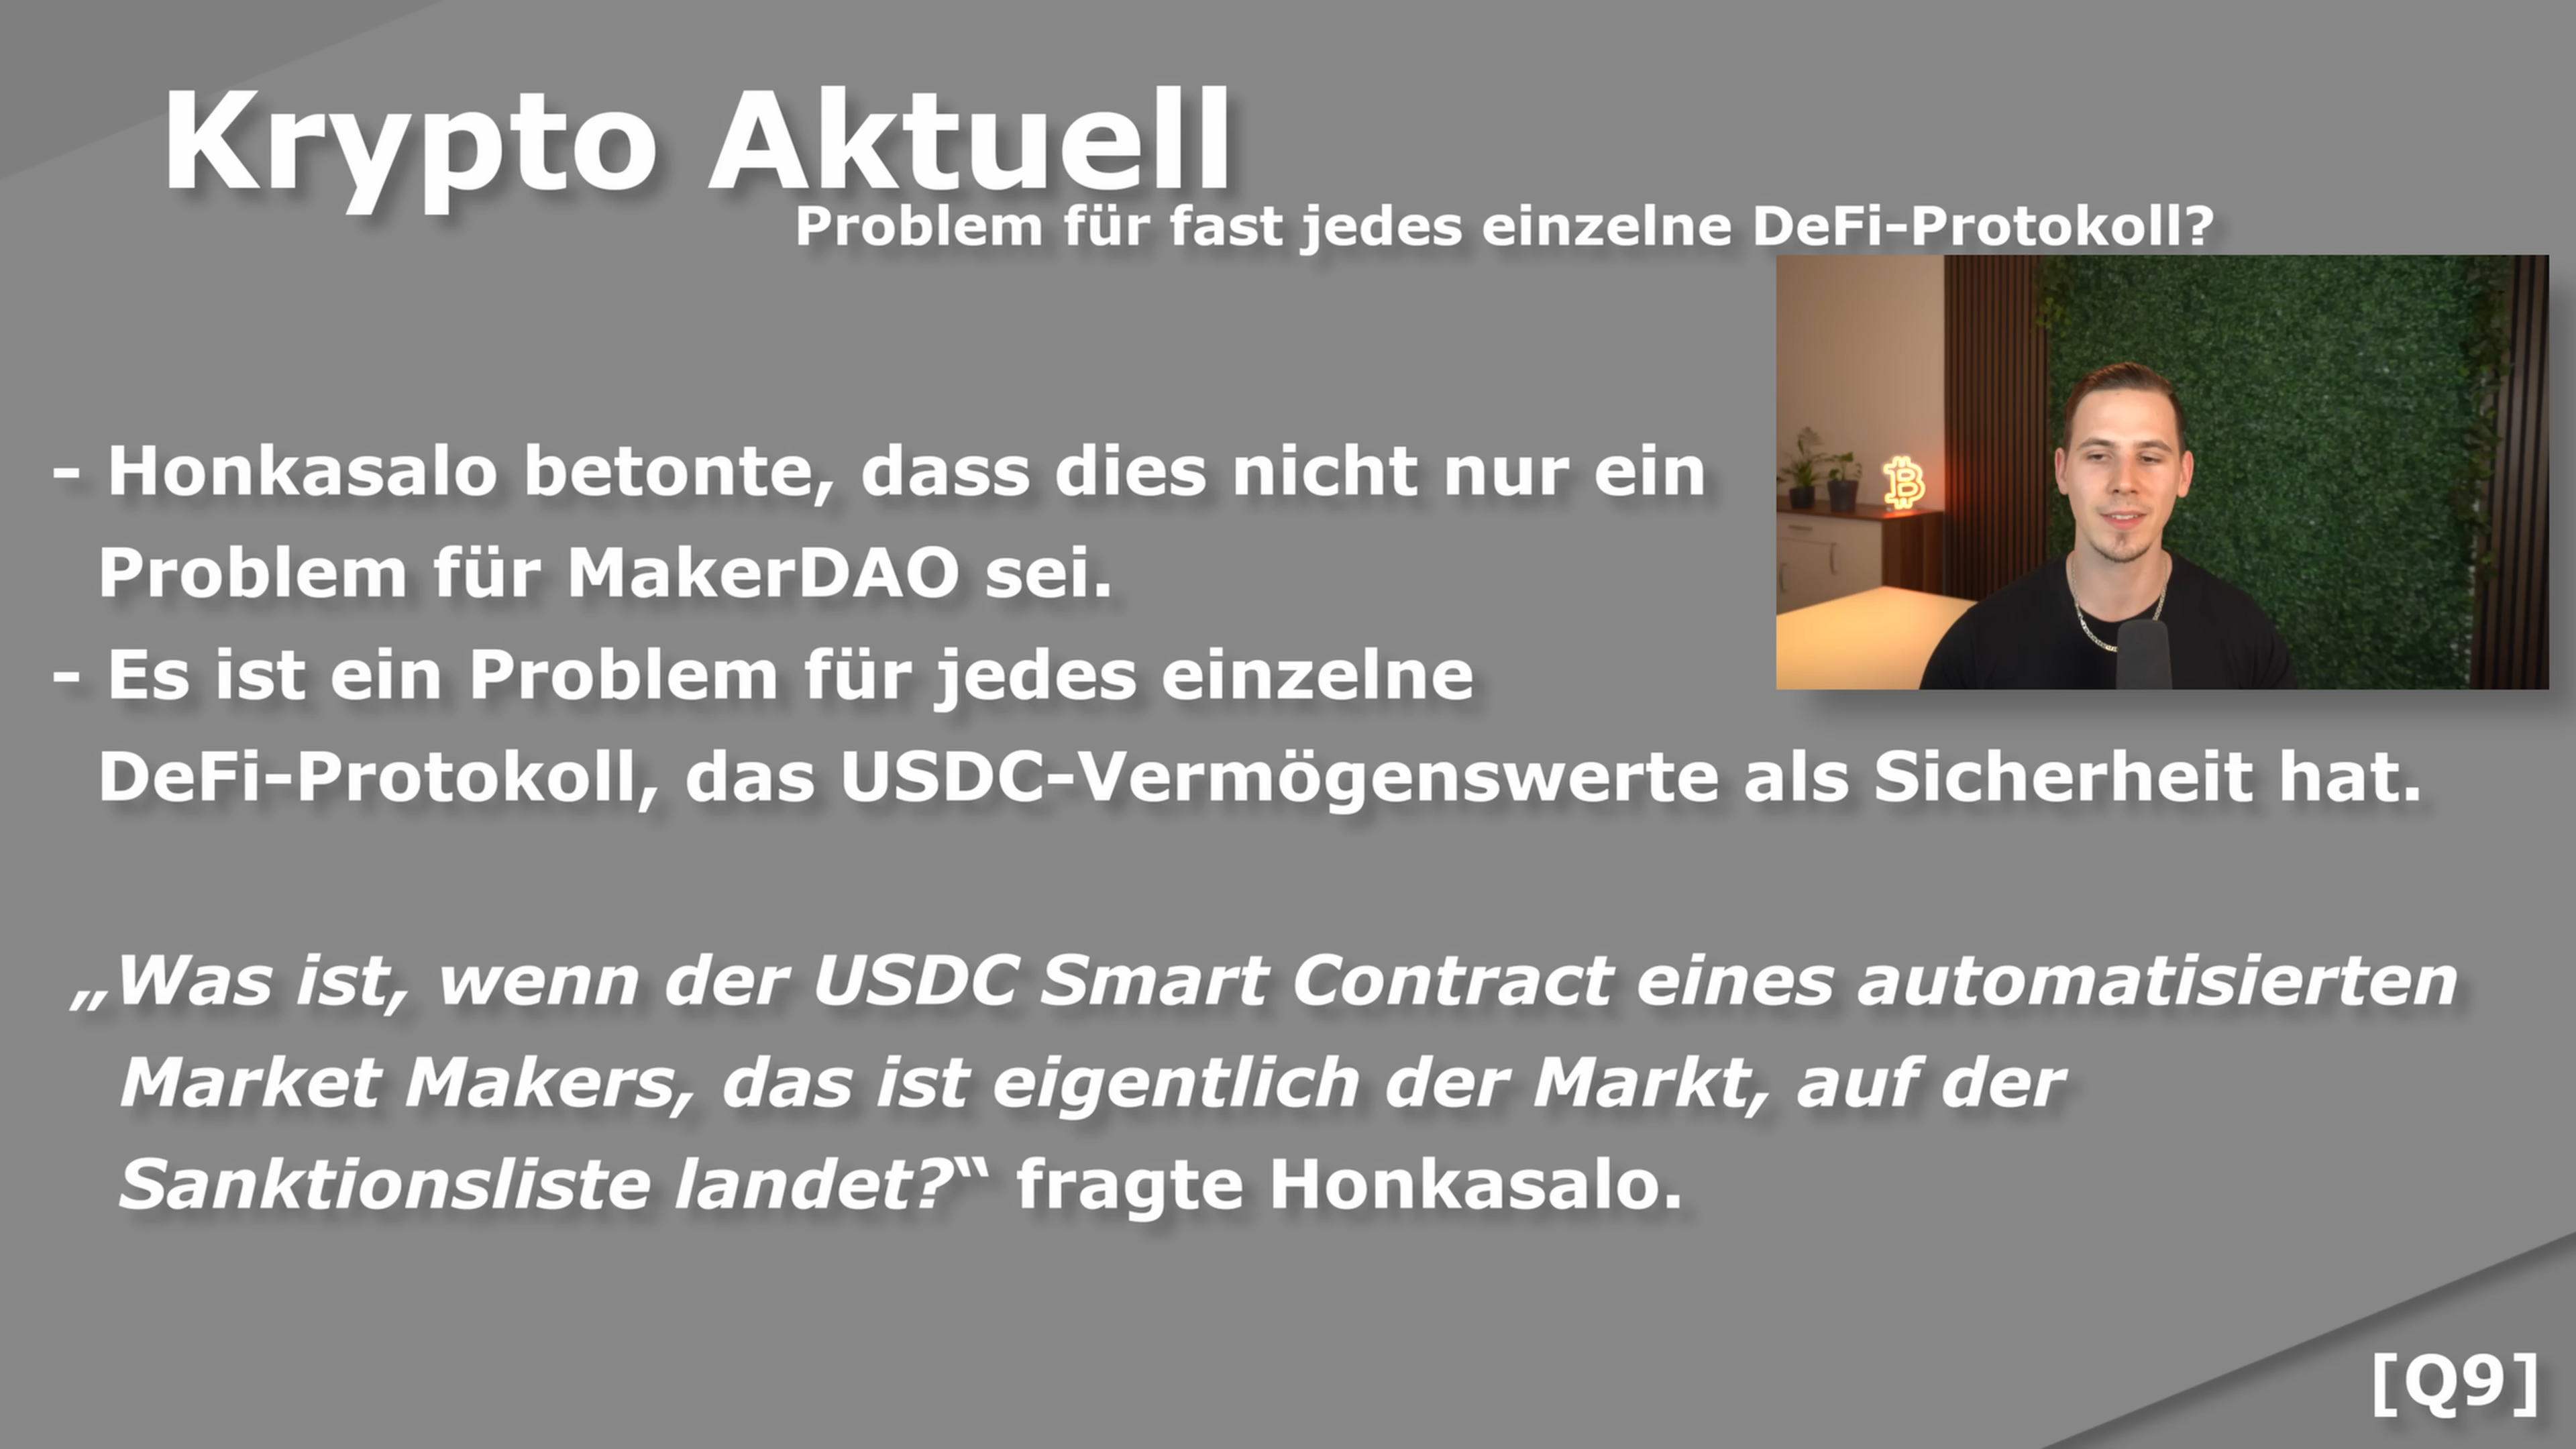 Krypto Aktuell
Problem für fast jedes einzelne DeFi-Protokoll?
- Honkasalo betonte, dass dies nicht nur ein
Problem für MakerDAO sei.
- Es ist ein Problem für jedes einzelne
DeFi-Protokoll, das USDC-Vermögenswerte als Sicherheit hat.
„Was ist, wenn der USDC Smart Contract eines automatisierten
Market Makers, das ist eigentlich der Markt, auf der
Sanktionsliste landet?“ fragte Honkasalo.
[Q9]